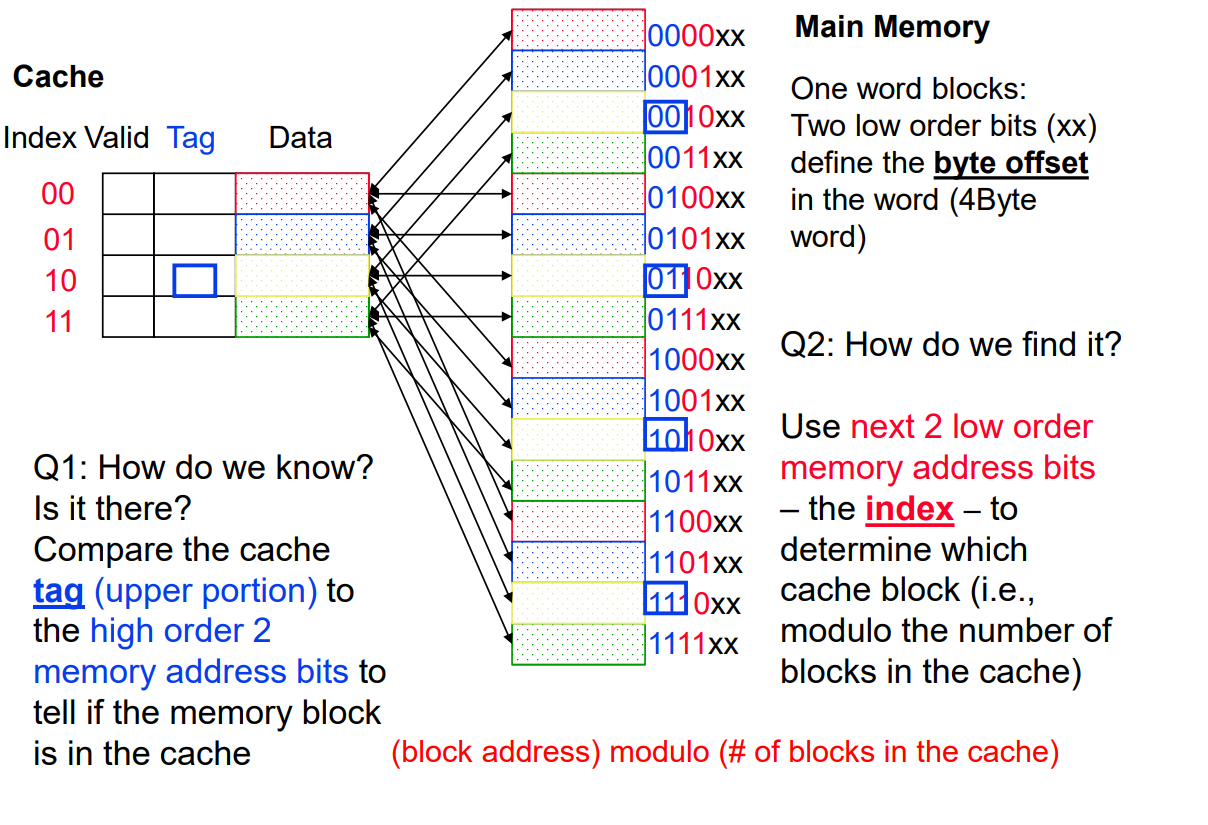 Main Memory
Cache
One word blocks:
Two low order bits (xx)
define the byte offset
in the word (4Byte
word)
Index Valid Tag Data
00
01
10
11
0000xx
0001xx
0010xx
0011xx
0100xx
0101xx
0110xx
0111xx
1000xx
1001xx
1010xx
1011xx
1100xx
1101xx
1110xx
1111xx
Q2: How do we find it?
Use next 2 low order
memory address bits
– the index – to
determine which
cache block (i.e.,
modulo the number of
blocks in the cache)
Q1: How do we know?
Is it there?
Compare the cache
tag (upper portion) to
the high order 2
memory address bits to
tell if the memory block
is in the cache
(block address) modulo (# of blocks in the cache)